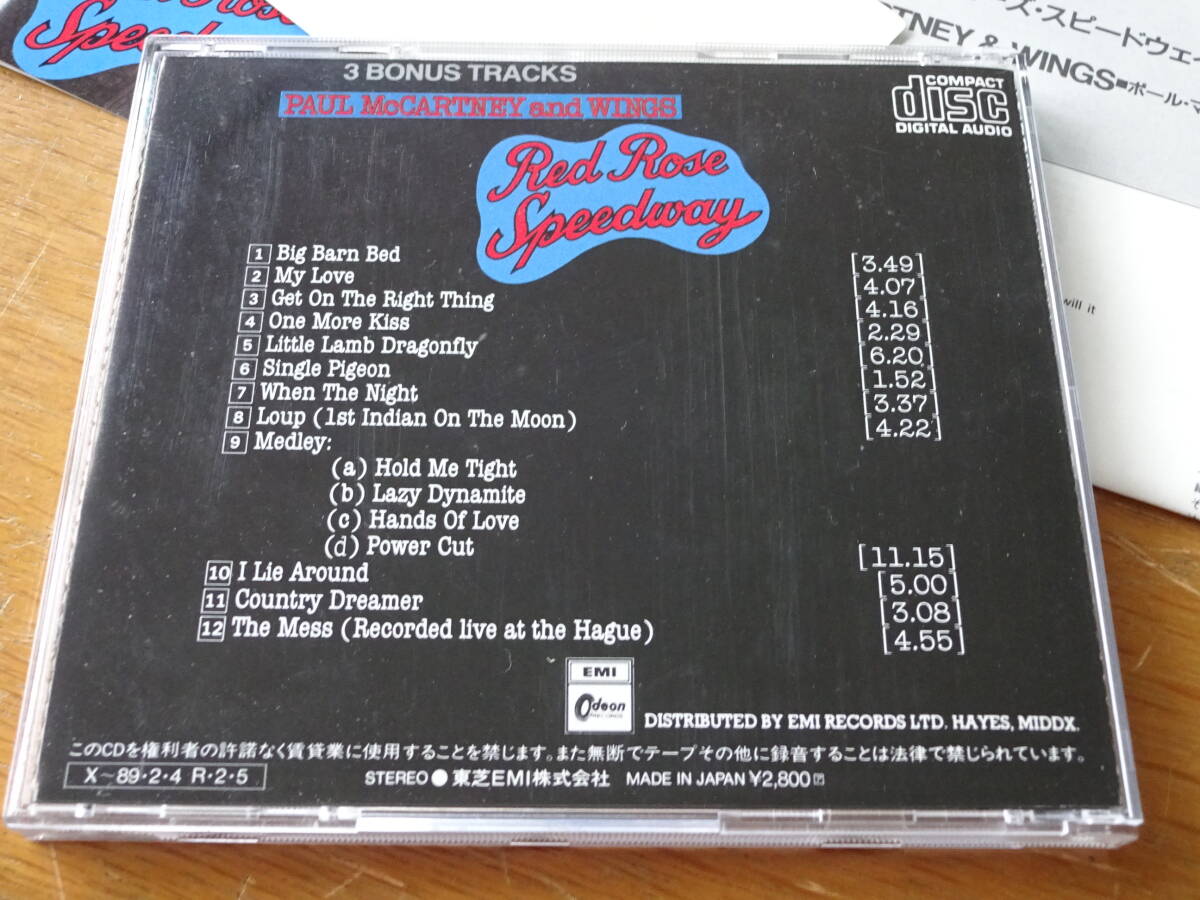 Speedway
ズ・スピードウェイ
RTNEY & WINGS■ポール・マ
will it
3 BONUS TRACKS
PAUL McCARTNEY and WINGS
COMPACT
disc
DIGITAL AUDIO
Red Rose
Speedway
1 Big Barn Bed [3.49]
2 My Love [4.07]
3 Get On The Right Thing [4.16]
4 One More Kiss [2.29]
5 Little Lamb Dragonfly [6.20]
6 Single Pigeon [1.52]
7 When The Night [3.37]
8 Loup (1st Indian On The Moon) [4.22]
9 Medley:
(a) Hold Me Tight
(b) Lazy Dynamite
(c) Hands Of Love
(d) Power Cut [11.15]
10 I Lie Around [5.00]
11 Country Dreamer [3.08]
12 The Mess (Recorded live at the Hague) [4.55]
EMI
Odeon
DISTRIBUTED BY EMI RECORDS LTD. HAYES, MIDDX.
このCDを権利者の許諾なく賃貸業に使用することを禁じます。また無断でテープその他に録音することは法律で禁じられています。
X〜89・2・4 R・2・5
STEREO ● 東芝EMI株式会社 MADE IN JAPAN ¥2,800